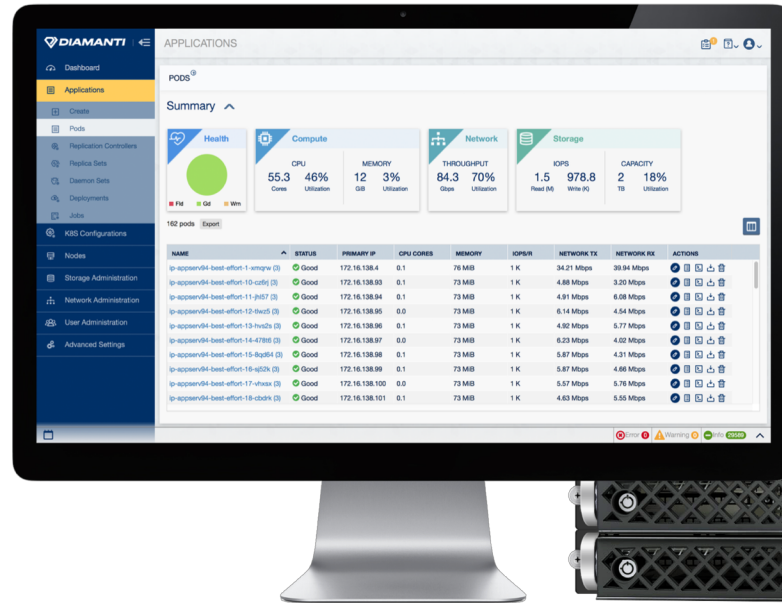 DIAMANTI
APPLICATIONS
Dashboard
Applications
Create
Pods
Replication Controllers
Replica Sets
Daemon Sets
Deployments
Jobs
K8S Configurations
Nodes
Storage Administration
Network Administration
User Administration
Advanced Settings
PODS
Summary
Health
Fld Gd Wrn
Compute
CPU MEMORY
55.3 46% 12 3%
Cores Utilization GiB Utilization
Network
THROUGHPUT
84.3 70%
Gbps Utilization
Storage
IOPS CAPACITY
1.5 978.8 2 18%
Read (M) Write (K) TB Utilization
162 pods Export
NAME STATUS PRIMARY IP CPU CORES MEMORY IOPS/R NETWORK TX NETWORK RX ACTIONS
ip-appserv94-best-effort-1-xmqrw (3) Good 172.16.138.4 0.1 76 MiB 1 K 34.21 Mbps 39.94 Mbps
ip-appserv94-best-effort-10-cz6rj (3) Good 172.16.138.93 0.1 73 MiB 1 K 4.88 Mbps 3.20 Mbps
ip-appserv94-best-effort-11-jhl57 (3) Good 172.16.138.94 0.1 73 MiB 1 K 4.91 Mbps 6.08 Mbps
ip-appserv94-best-effort-12-tlwz5 (3) Good 172.16.138.95 0.0 73 MiB 1 K 6.14 Mbps 4.54 Mbps
ip-appserv94-best-effort-13-hvs2s (3) Good 172.16.138.96 0.1 73 MiB 1 K 4.92 Mbps 5.77 Mbps
ip-appserv94-best-effort-14-478t6 (3) Good 172.16.138.97 0.0 73 MiB 1 K 6.23 Mbps 4.02 Mbps
ip-appserv94-best-effort-15-8qd64 (3) Good 172.16.138.98 0.1 73 MiB 1 K 5.87 Mbps 4.31 Mbps
ip-appserv94-best-effort-16-sj52k (3) Good 172.16.138.99 0.1 73 MiB 1 K 5.87 Mbps 4.66 Mbps
ip-appserv94-best-effort-17-vhxsx (3) Good 172.16.138.100 0.0 73 MiB 1 K 5.57 Mbps 5.76 Mbps
ip-appserv94-best-effort-18-cbdrk (3) Good 172.16.138.101 0.1 73 MiB 1 K 4.63 Mbps 5.55 Mbps
Error 0 Warning 0 Info 29589